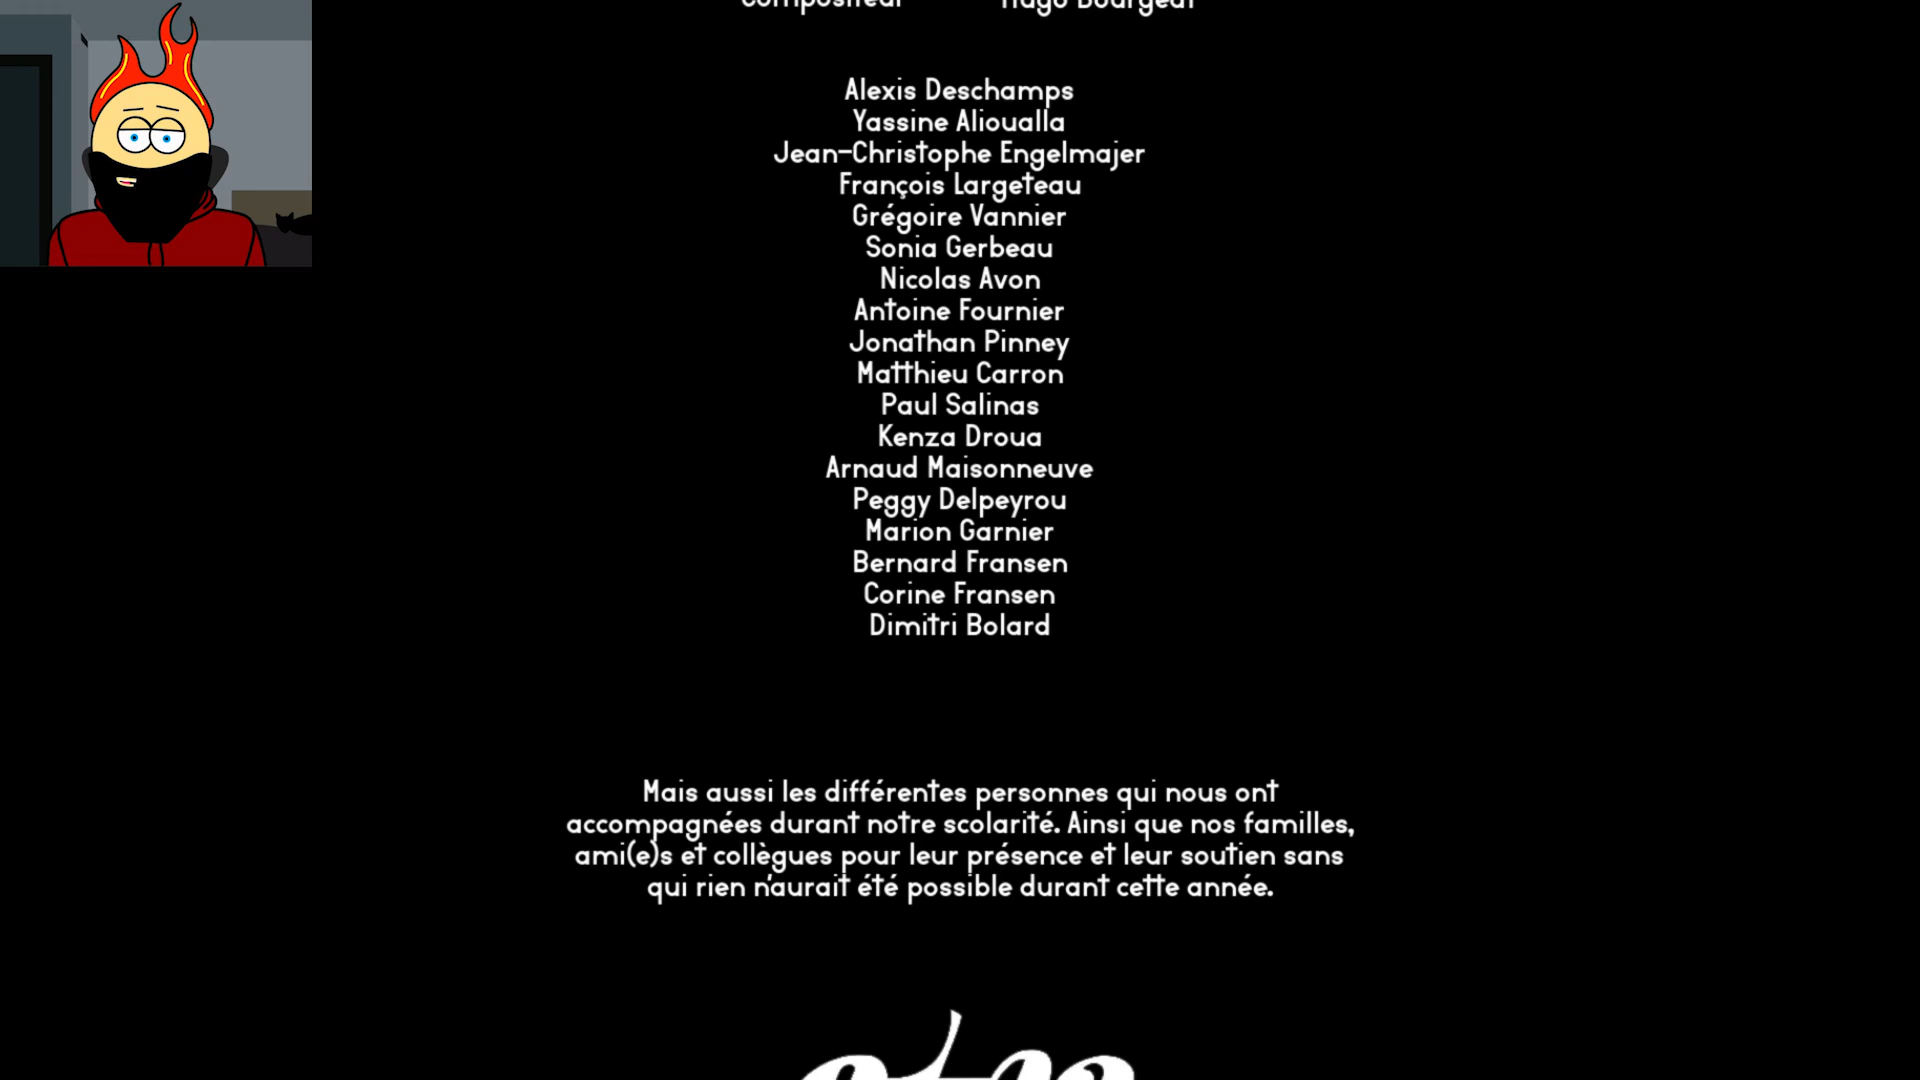 Compositeur Hugo Bourgeat
Alexis Deschamps
Yassine Alioualla
Jean-Christophe Engelmajer
François Largeteau
Grégoire Vannier
Sonia Gerbeau
Nicolas Avon
Antoine Fournier
Jonathan Pinney
Matthieu Carron
Paul Salinas
Kenza Droua
Arnaud Maisonneuve
Peggy Delpeyrou
Marion Garnier
Bernard Fransen
Corine Fransen
Dimitri Bolard
Mais aussi les différentes personnes qui nous ont
accompagnées durant notre scolarité. Ainsi que nos familles,
ami(e)s et collègues pour leur présence et leur soutien sans
qui rien n'aurait été possible durant cette année.